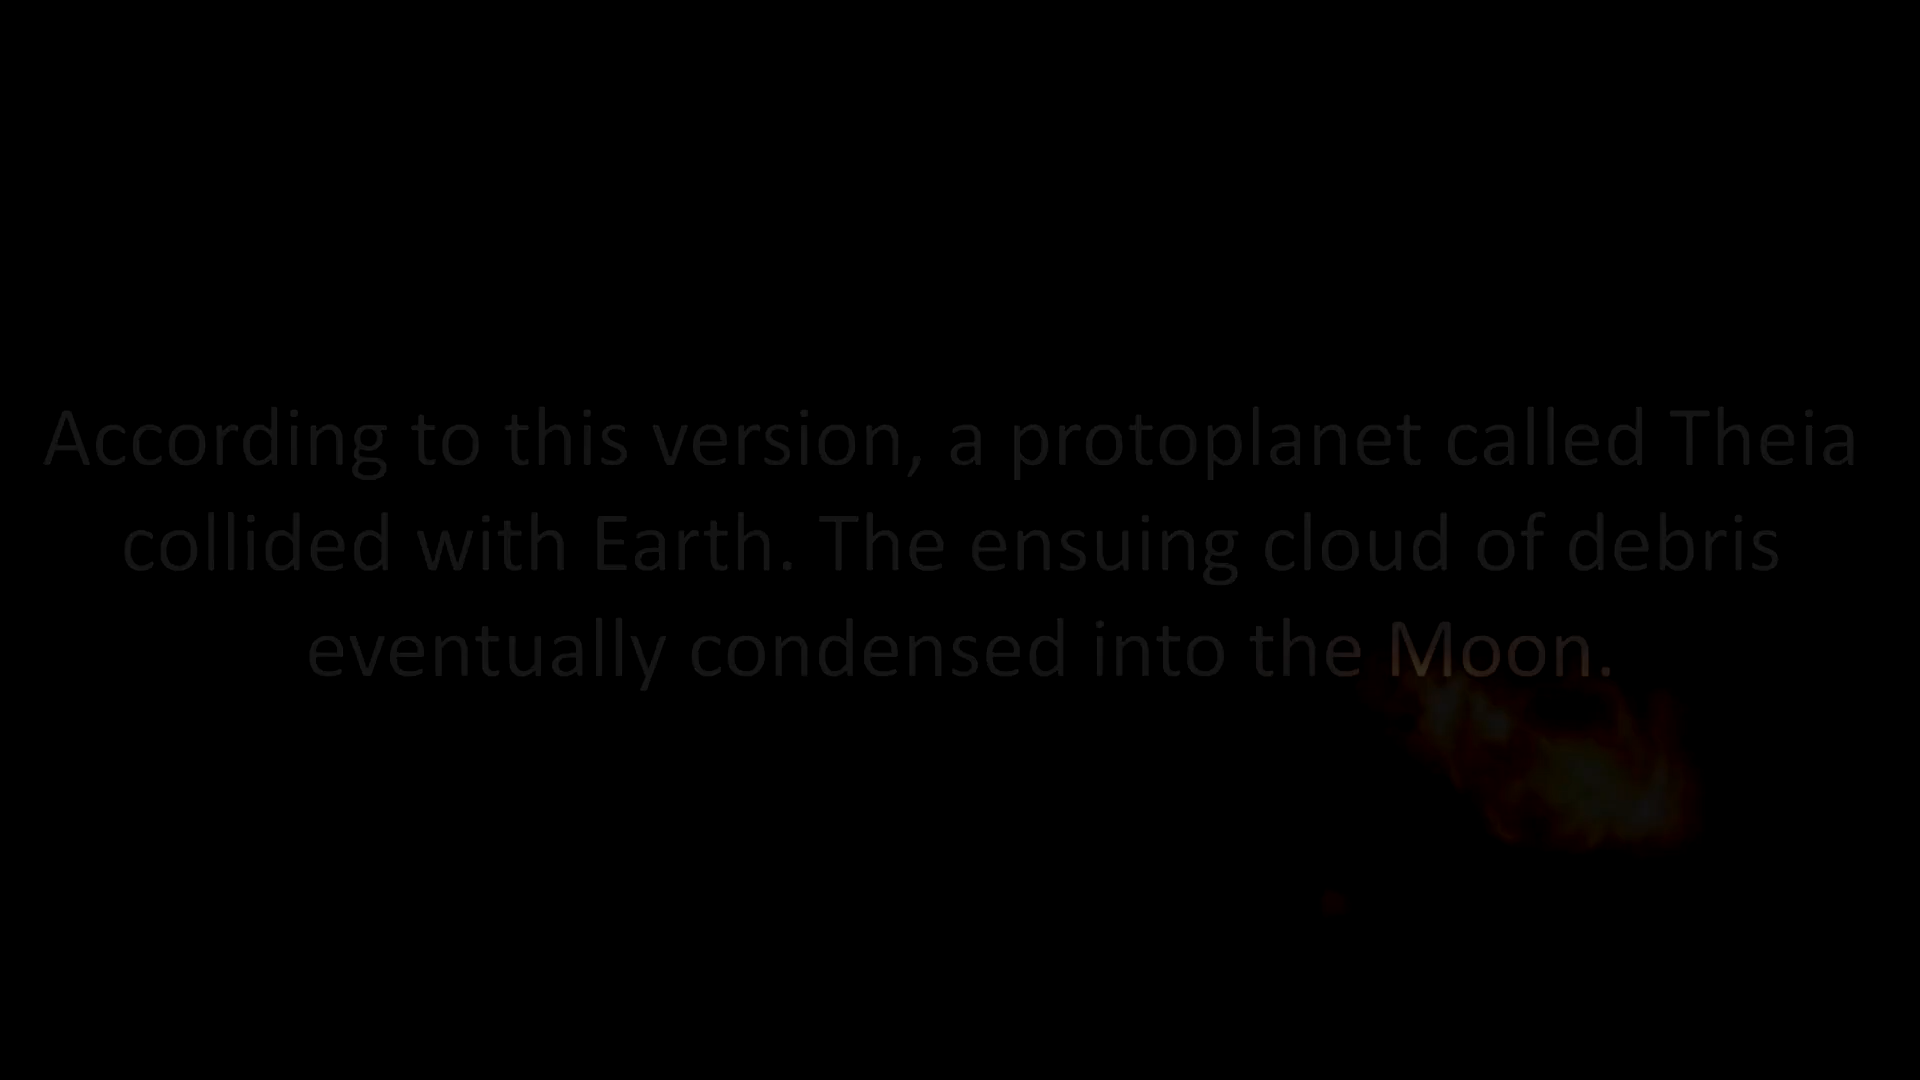 According to this version, a protoplanet called Theia
collided with Earth. The ensuing cloud of debris
eventually condensed into the Moon.